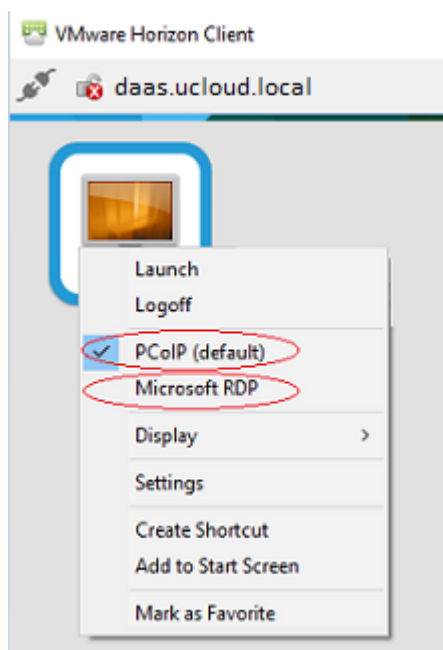 VMware Horizon Client
daas.ucloud.local
Launch
Logoff
PCoIP (default)
Microsoft RDP
Display
Settings
Create Shortcut
Add to Start Screen
Mark as Favorite